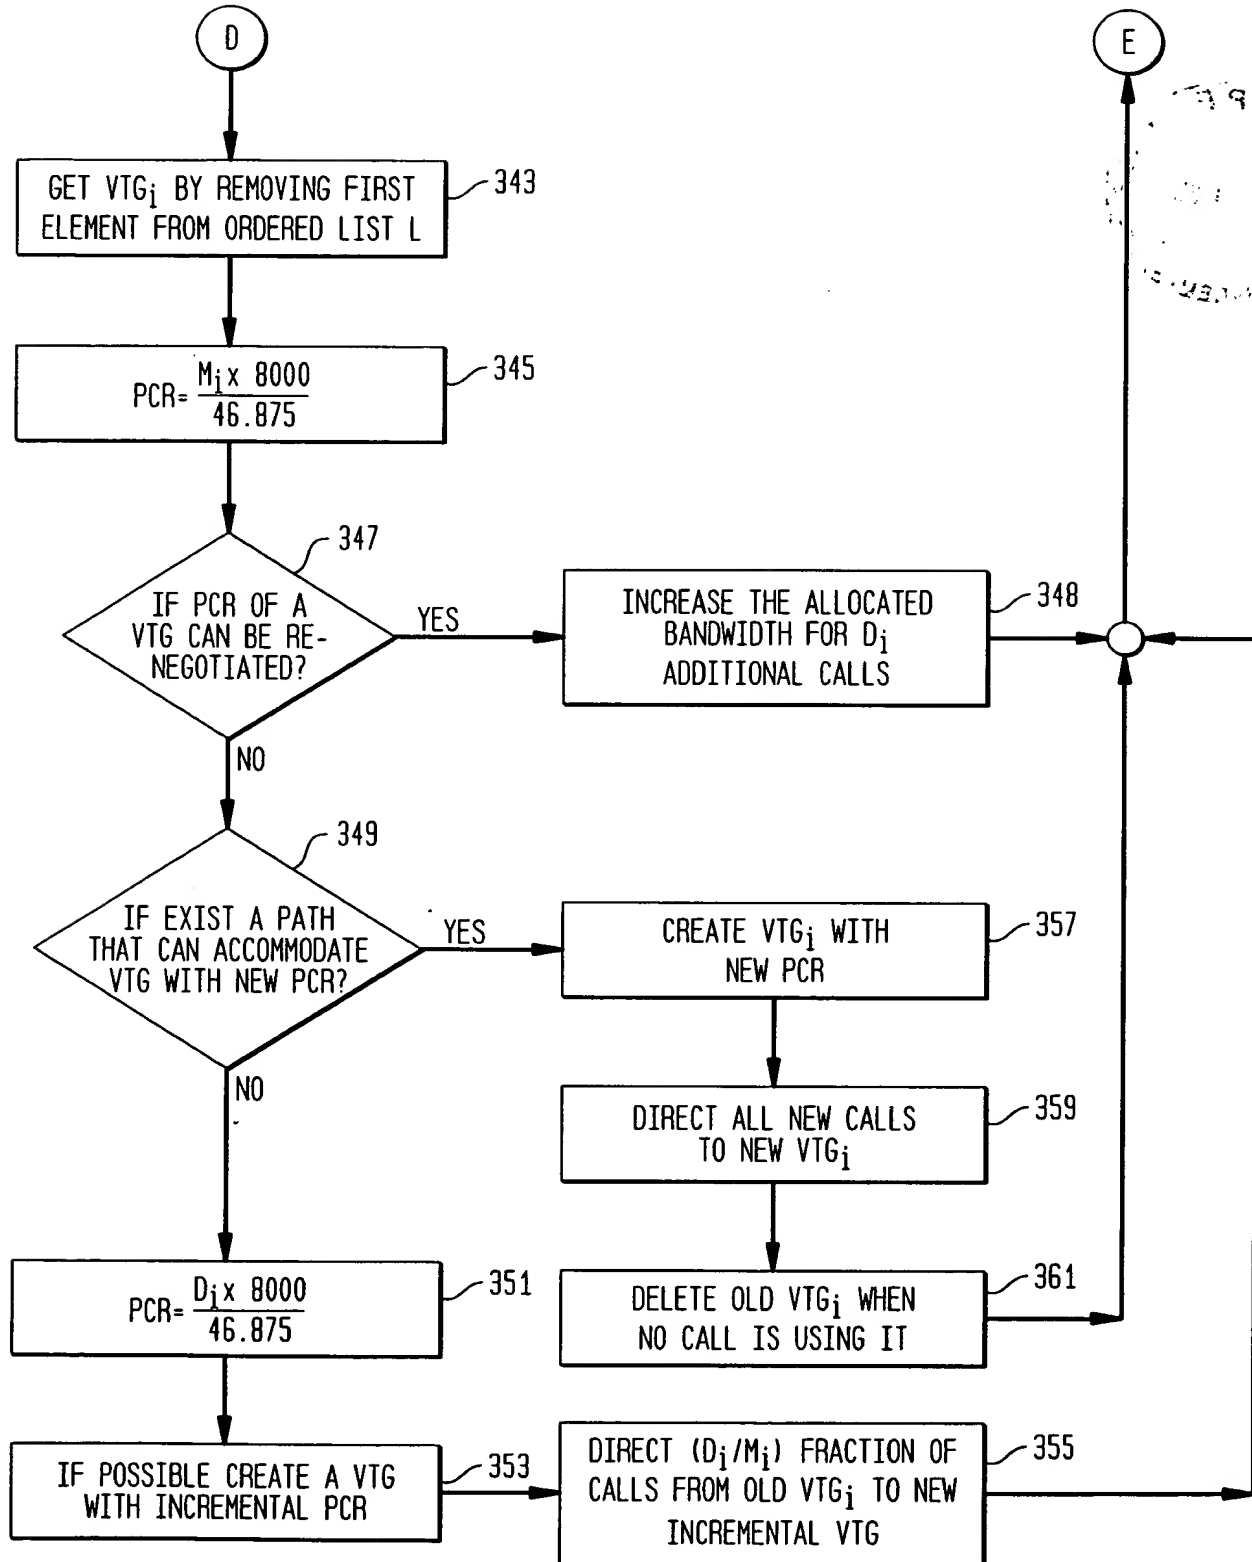 D
E
GET VTGi BY REMOVING FIRST
ELEMENT FROM ORDERED LIST L
343
PCR= Mi x 8000
46.875
345
347
IF PCR OF A
VTG CAN BE RE-
NEGOTIATED?
YES
INCREASE THE ALLOCATED
BANDWIDTH FOR Di
ADDITIONAL CALLS
348
NO
349
IF EXIST A PATH
THAT CAN ACCOMMODATE
VTG WITH NEW PCR?
YES
CREATE VTGi WITH
NEW PCR
357
NO
DIRECT ALL NEW CALLS
TO NEW VTGi
359
PCR= Di x 8000
46.875
351
DELETE OLD VTGi WHEN
NO CALL IS USING IT
361
IF POSSIBLE CREATE A VTG
WITH INCREMENTAL PCR
353
DIRECT (Di/Mi) FRACTION OF
CALLS FROM OLD VTGi TO NEW
INCREMENTAL VTG
355